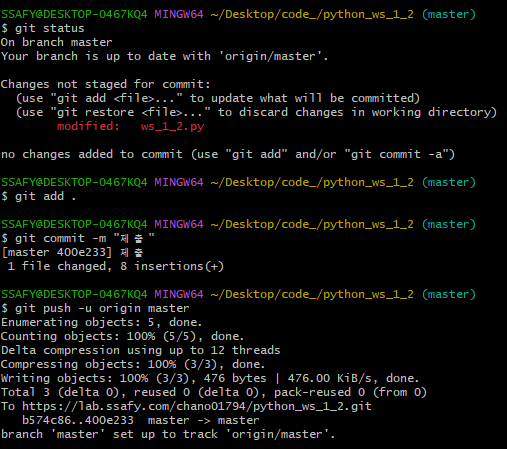 SSAFY@DESKTOP-O467KQ4 MINGW64 ~/Desktop/code_/python_ws_1_2 (master)
$ git status
On branch master
Your branch is up to date with 'origin/master'.

Changes not staged for commit:
  (use "git add <file>..." to update what will be committed)
  (use "git restore <file>..." to discard changes in working directory)
        modified:   ws_1_2.py

no changes added to commit (use "git add" and/or "git commit -a")

SSAFY@DESKTOP-O467KQ4 MINGW64 ~/Desktop/code_/python_ws_1_2 (master)
$ git add .

SSAFY@DESKTOP-O467KQ4 MINGW64 ~/Desktop/code_/python_ws_1_2 (master)
$ git commit -m "제출"
[master 400e233] 제출
 1 file changed, 8 insertions(+)

SSAFY@DESKTOP-O467KQ4 MINGW64 ~/Desktop/code_/python_ws_1_2 (master)
$ git push -u origin master
Enumerating objects: 5, done.
Counting objects: 100% (5/5), done.
Delta compression using up to 12 threads
Compressing objects: 100% (3/3), done.
Writing objects: 100% (3/3), 476 bytes | 476.00 KiB/s, done.
Total 3 (delta 0), reused 0 (delta 0), pack-reused 0 (from 0)
To https://lab.ssafy.com/chano01794/python_ws_1_2.git
   b574c86..400e233  master -> master
branch 'master' set up to track 'origin/master'.